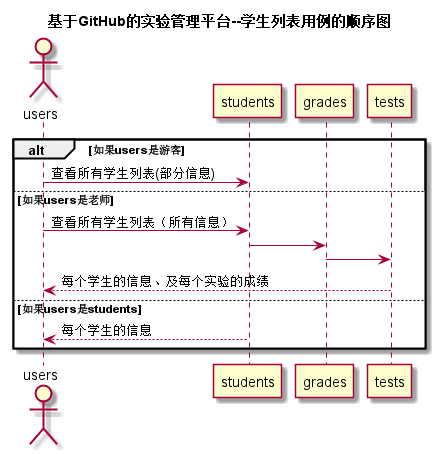 基于GitHub的实验管理平台--学生列表用例的顺序图
users
students
grades
tests
alt
[如果users是游客]
查看所有学生列表(部分信息)
[如果users是老师]
查看所有学生列表（所有信息）
每个学生的信息、及每个实验的成绩
[如果users是students]
每个学生的信息
users
students
grades
tests